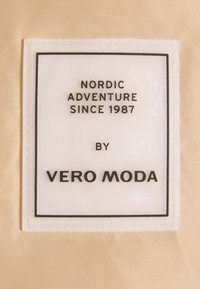 NORDIC
ADVENTURE
SINCE 1987
BY
VERO MODA